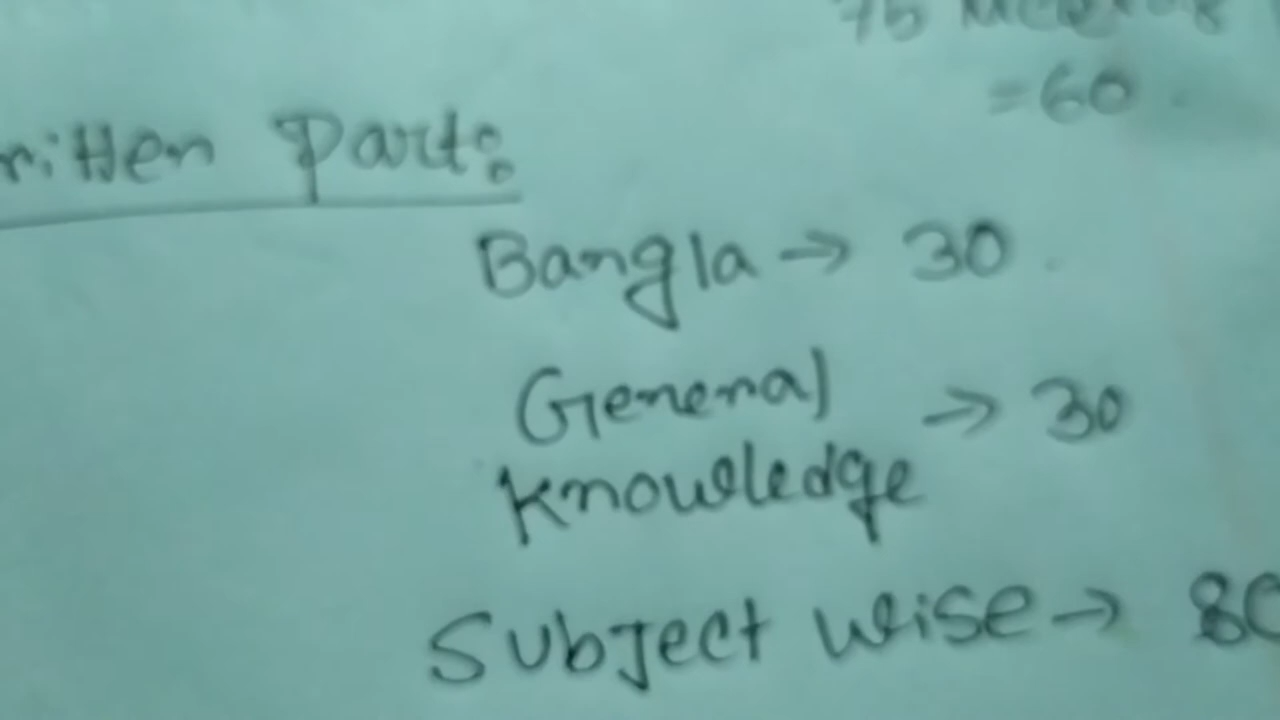 = 60
ritten Part:
Bangla → 30
General → 30
Knowledge
Subject wise → 80